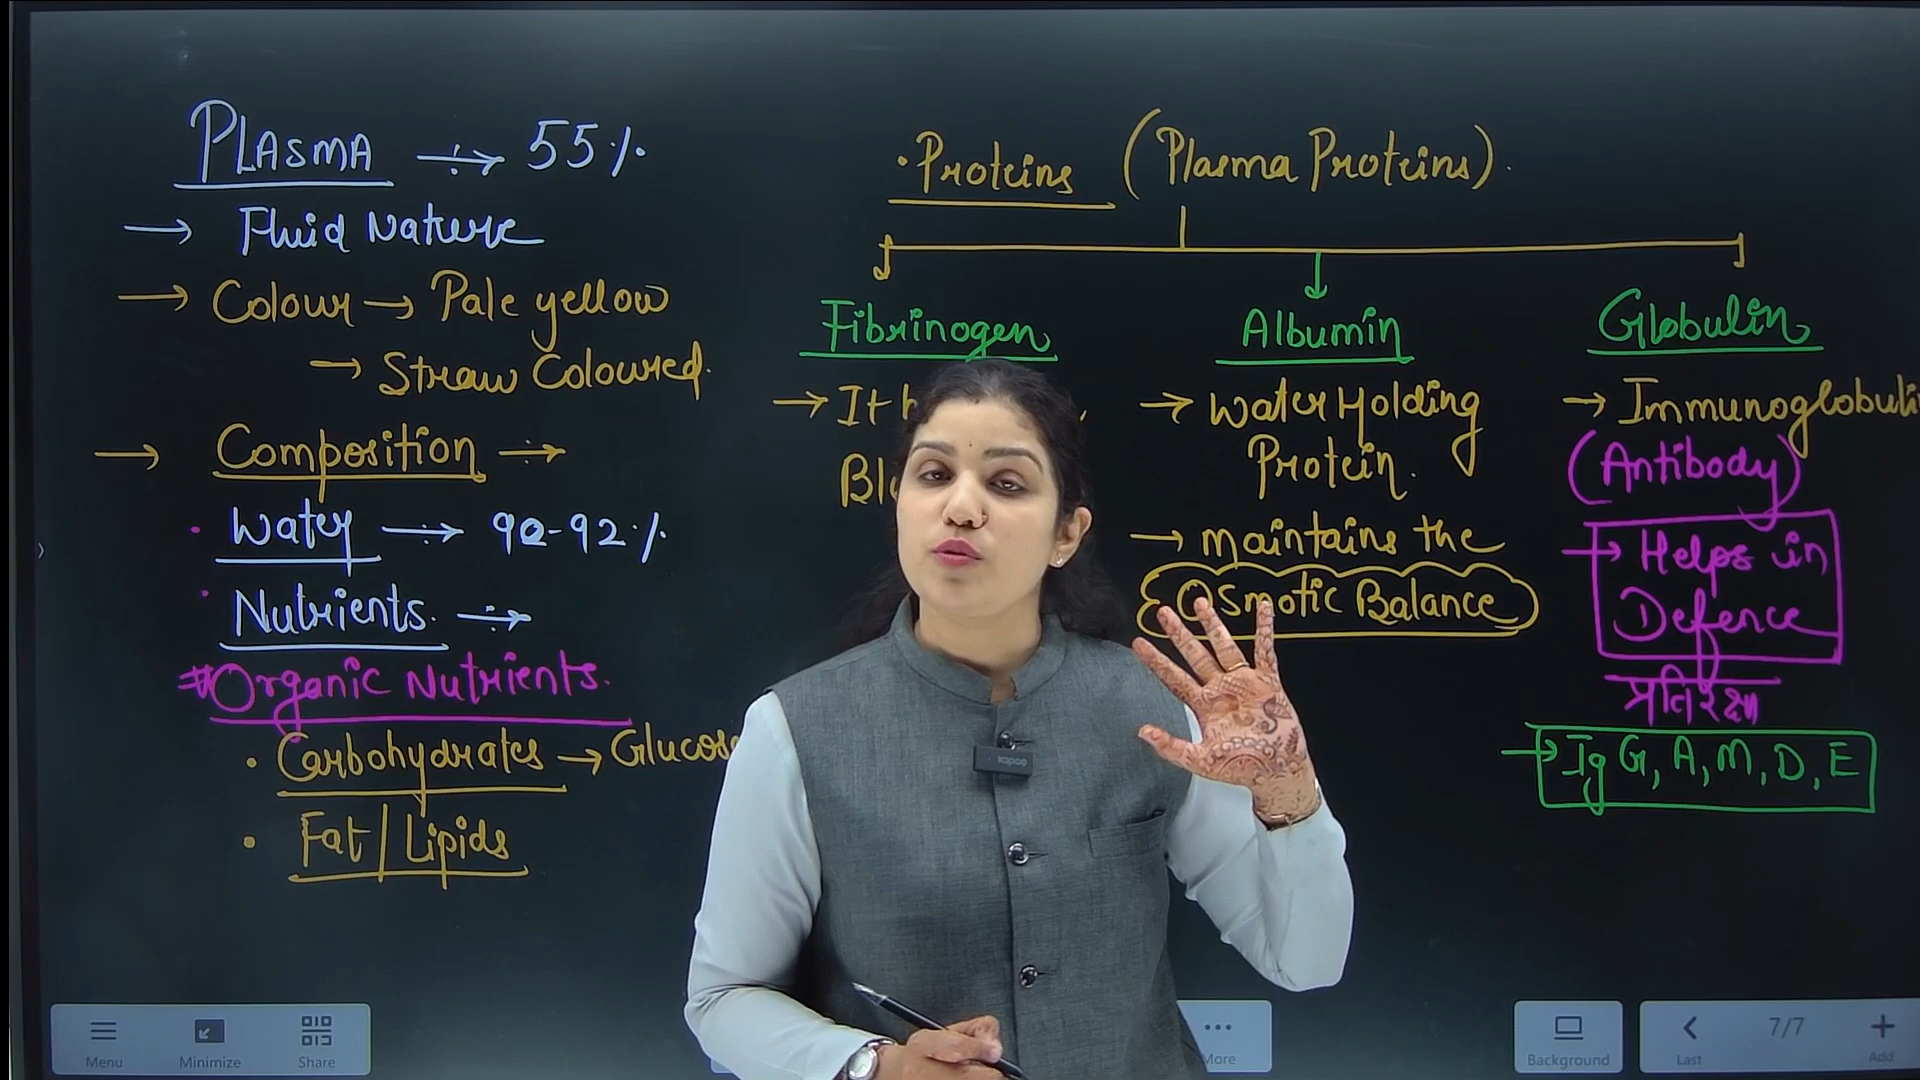 PLASMA → 55%
→ Fluid Nature
→ Colour → Pale yellow
→ Straw Coloured.
→ Composition →
• Water → 90-92%
• Nutrients. →
# Organic Nutrients.
• Carbohydrates → Glucose
• Fat / Lipids
• Proteins (Plasma Proteins).
Fibrinogen
→ It
Albumin
→ Water Holding
Protein.
→ maintains the
Osmotic Balance
Globulin
→ Immunoglobuli
(Antibody)
→ Helps in
Defence
प्रतिरक्षा
→ Ig G, A, M, D, E
kapoo
Menu
Minimize
Share
More
Background
Last
7/7
Add